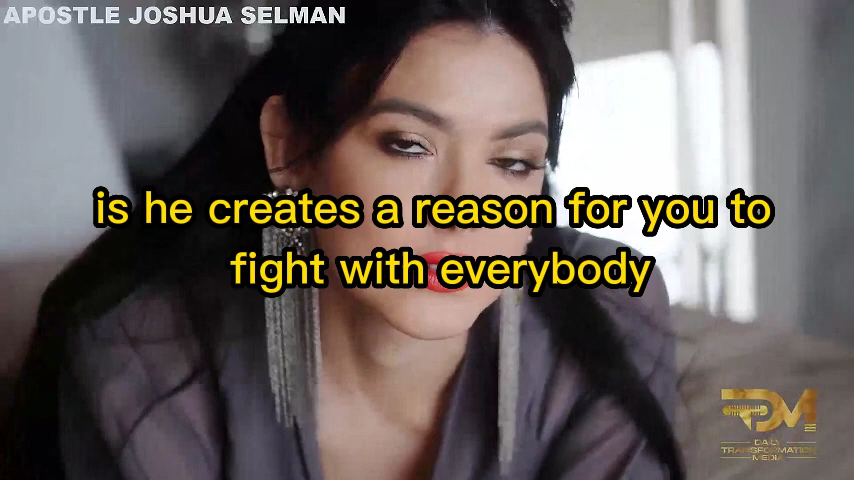 APOSTLE JOSHUA SELMAN
is he creates a reason for you to
fight with everybody
DAILY
TRANSFORMATION
MEDIA